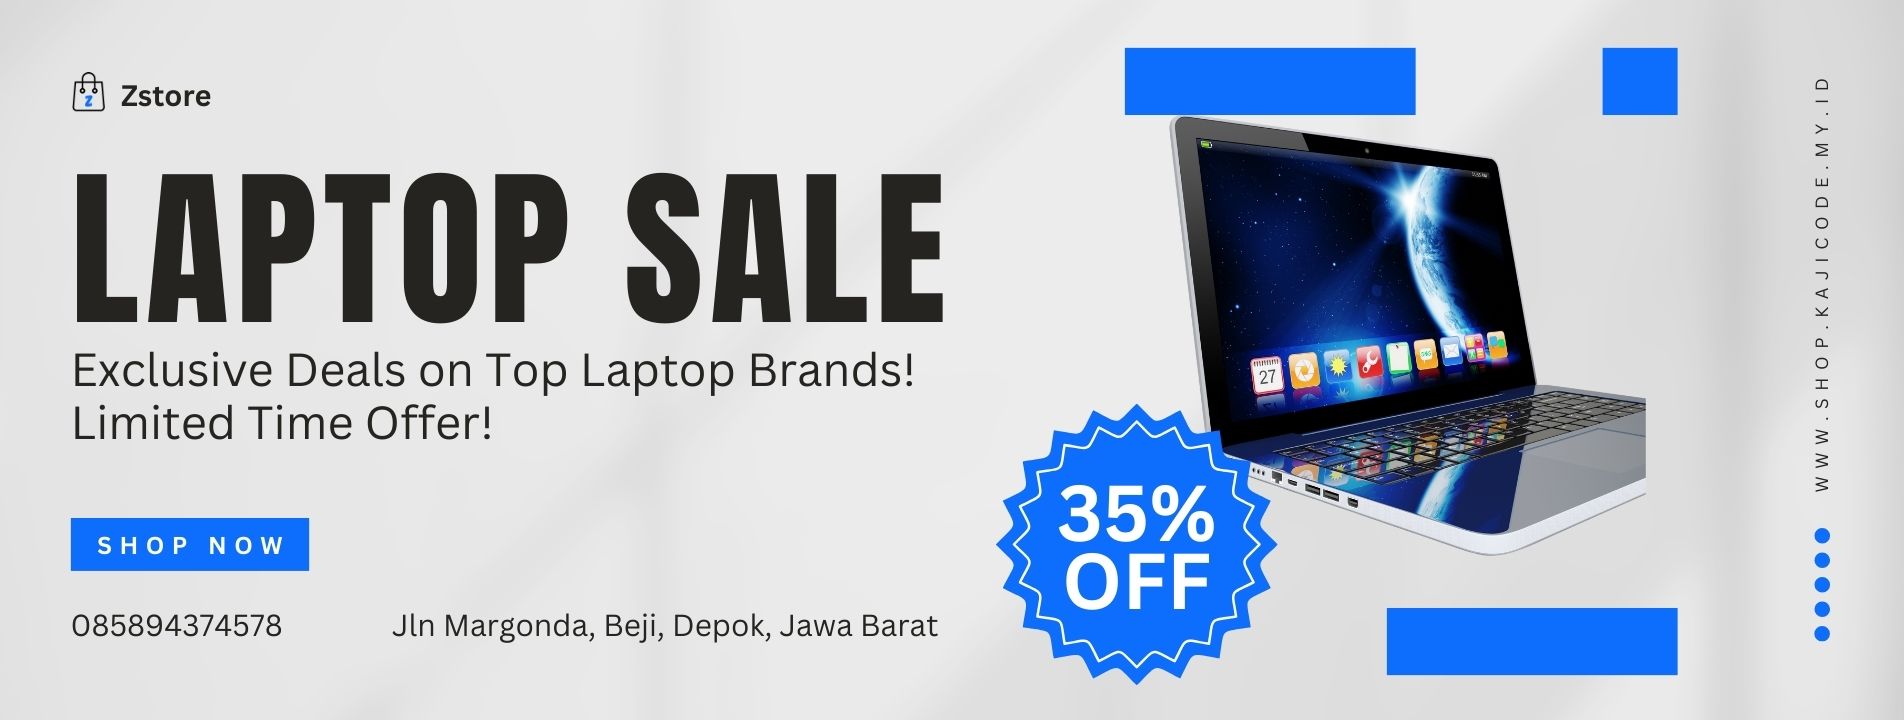 Zstore
LAPTOP SALE
Exclusive Deals on Top Laptop Brands!
Limited Time Offer!
SHOP NOW
085894374578
Jln Margonda, Beji, Depok, Jawa Barat
35%
OFF
27
WWW.SHOP.KAJICODE.MY.ID